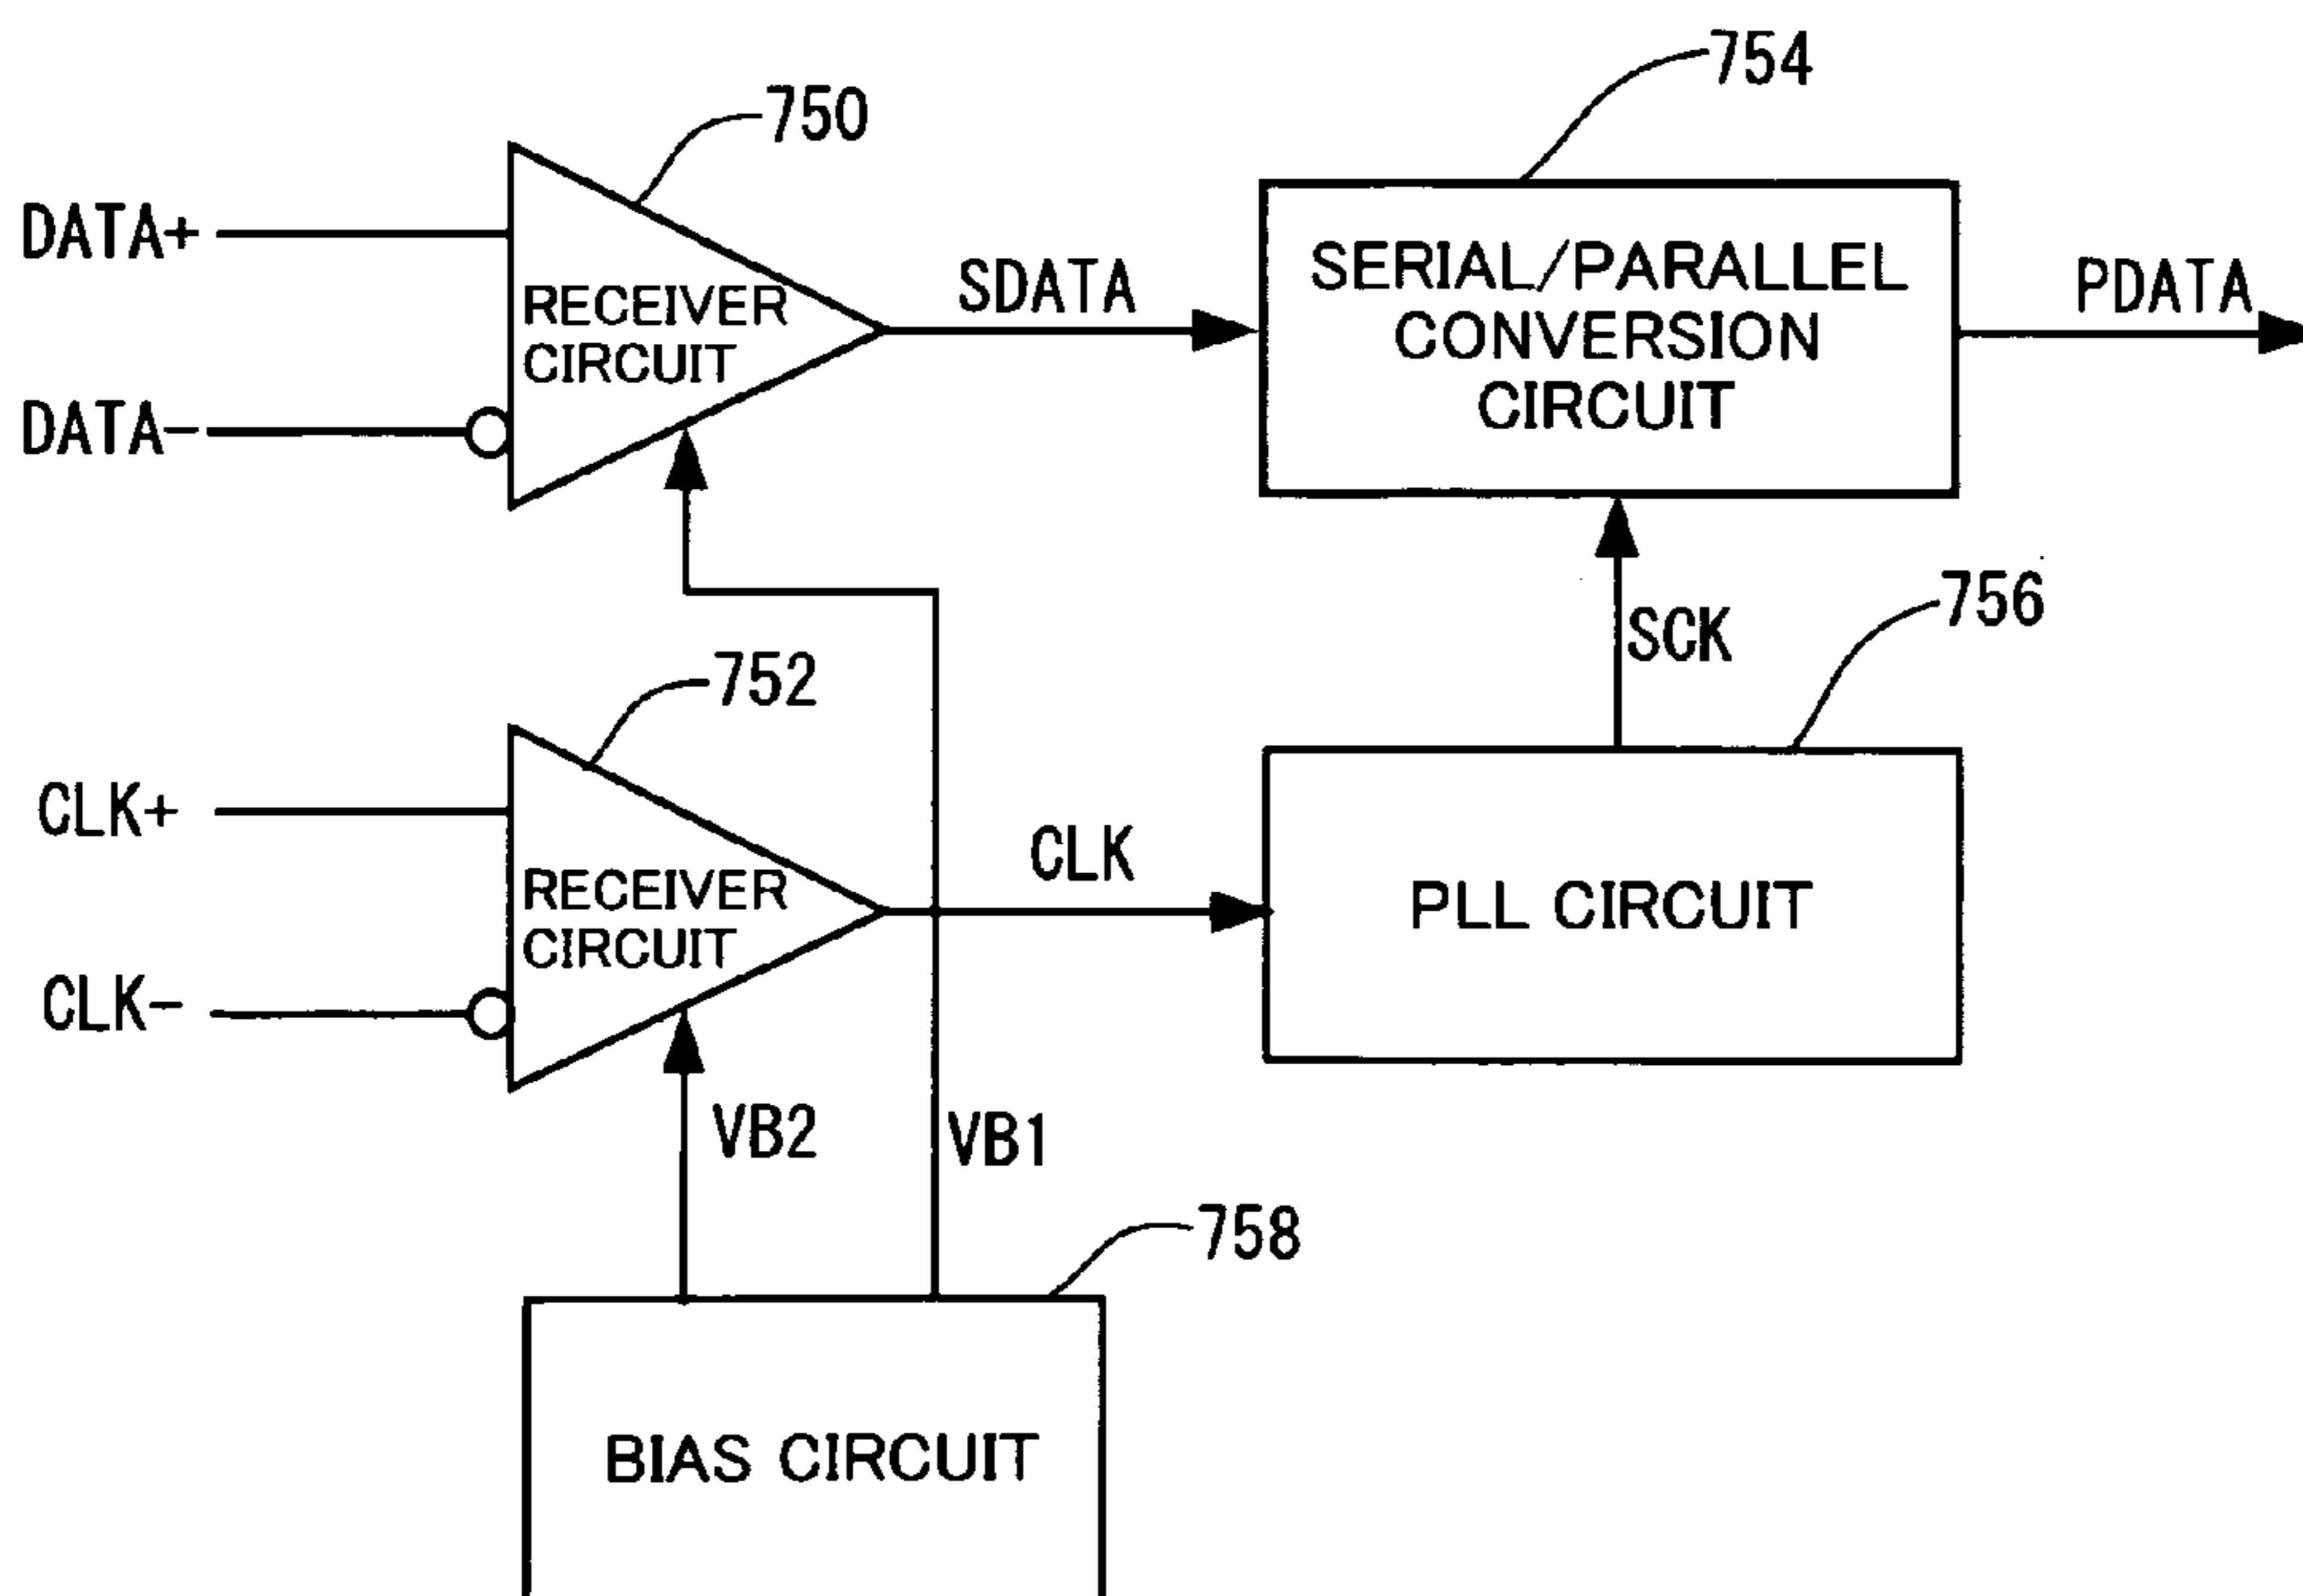 754
750
DATA+
RECEIVER
CIRCUIT
DATA-
SDATA
SERIAL/PARALLEL
CONVERSION
CIRCUIT
PDATA
SCK
756
752
CLK+
RECEIVER
CIRCUIT
CLK-
CLK
PLL CIRCUIT
VB2
VB1
758
BIAS CIRCUIT